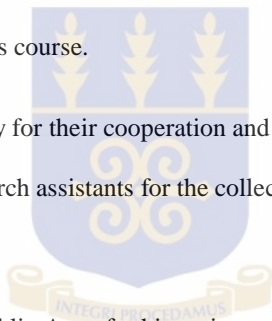 s course.
y for their cooperation and
rch assistants for the collec
INTEGRI PROCEDAMUS